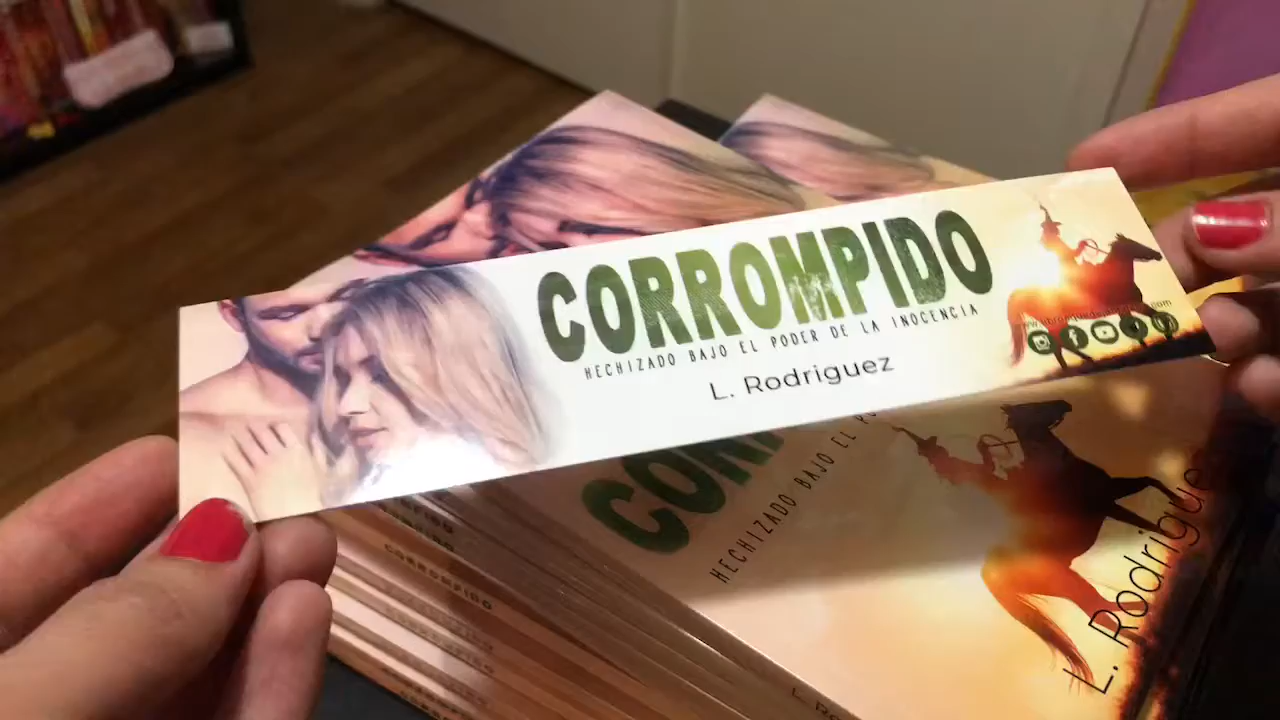 CORROMPIDO
HECHIZADO BAJO EL PODER DE LA INOCENCIA
L. Rodriguez
HECHIZADO BAJO EL
L. Rodrigue
CORROMPIDO